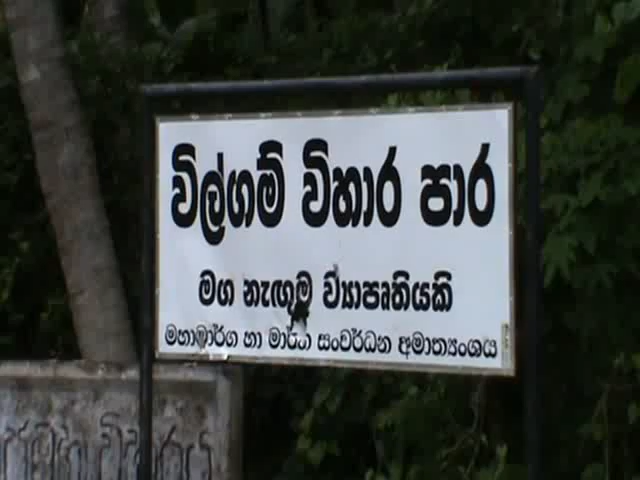 විල්ගම් විහාර පාර
මග නැඟුම ව්‍යාපෘතියකි
මහාමාර්ග හා මාර්ග සංවර්ධන අමාත්‍යංශය